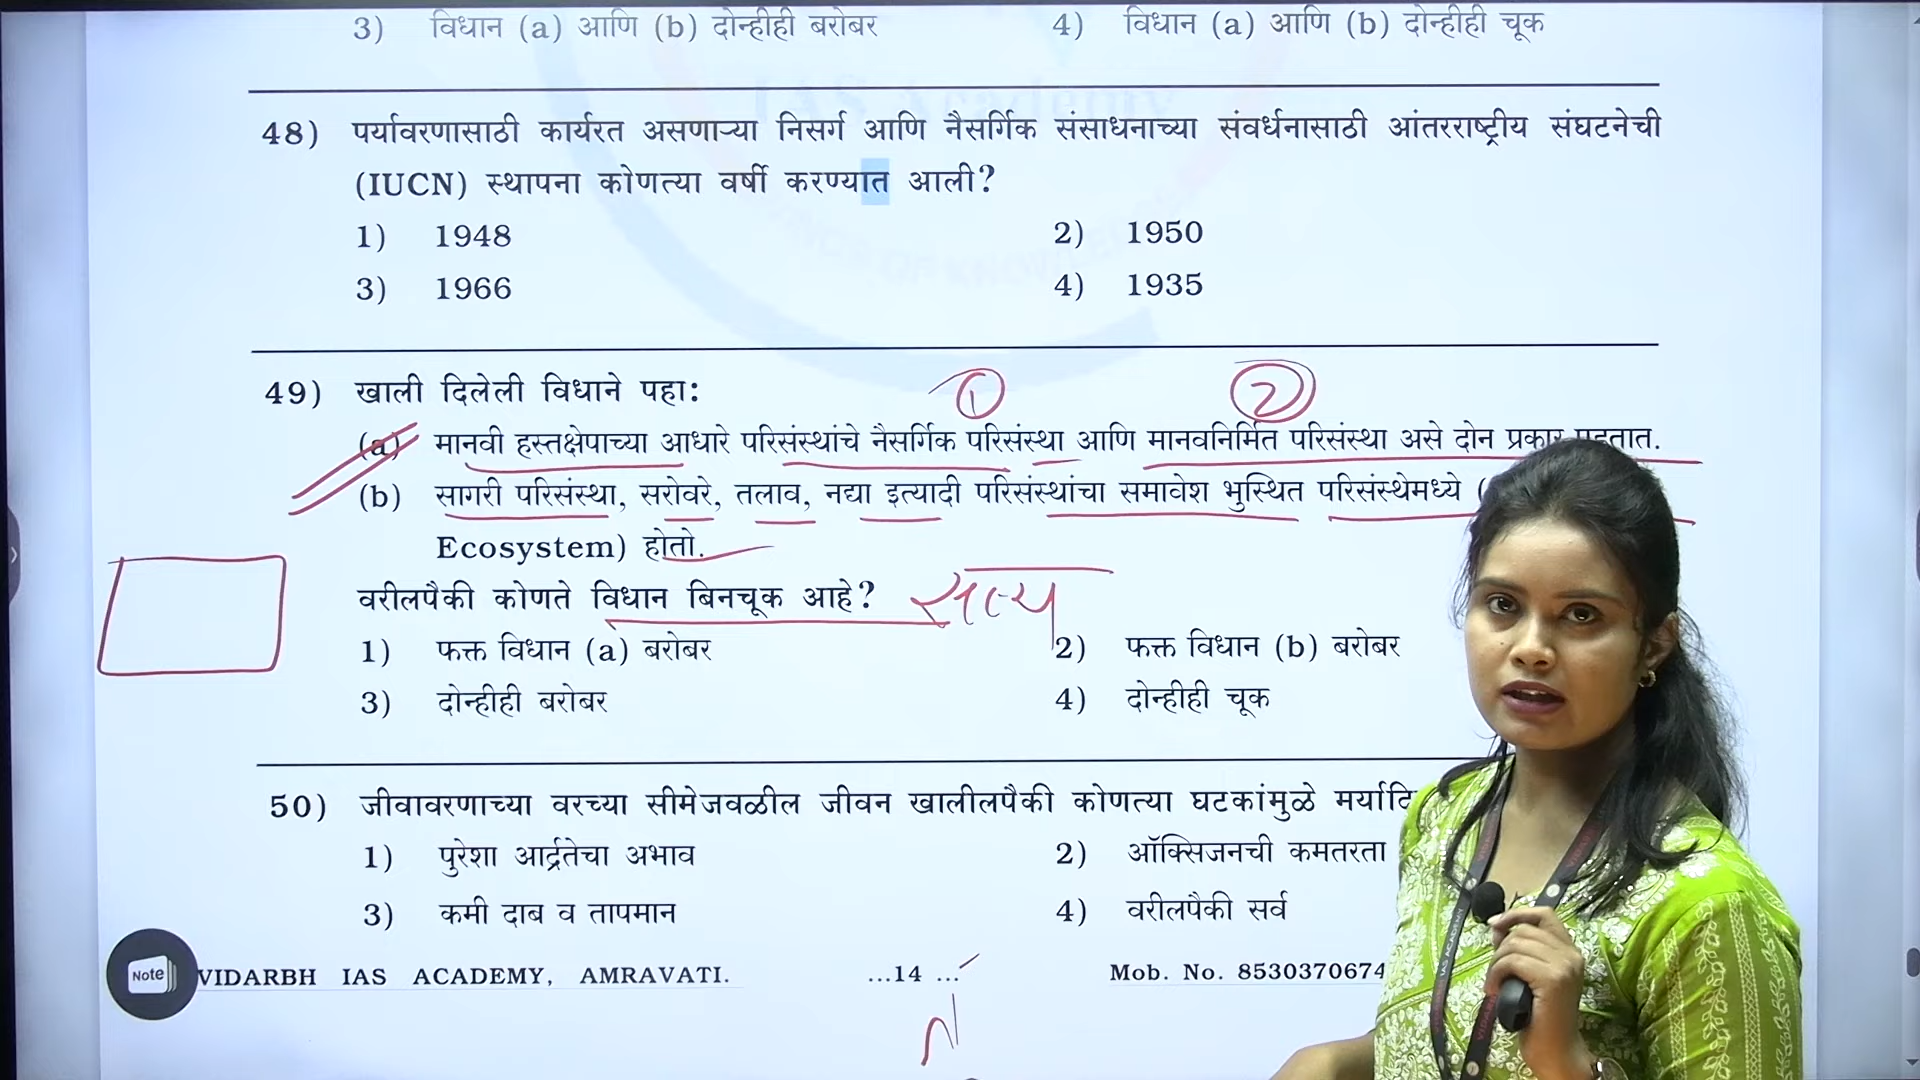 3) विधान (a) आणि (b) दोन्हीही बरोबर 4) विधान (a) आणि (b) दोन्हीही चूक
IAS Academy
48) पर्यावरणासाठी कार्यरत असणाऱ्या निसर्ग आणि नैसर्गिक संसाधनाच्या संवर्धनासाठी आंतरराष्ट्रीय संघटनेची
(IUCN) स्थापना कोणत्या वर्षी करण्यात आली?
1) 1948 2) 1950
3) 1966 4) 1935
49) खाली दिलेली विधाने पहा:
1 2
(a) मानवी हस्तक्षेपाच्या आधारे परिसंस्थांचे नैसर्गिक परिसंस्था आणि मानवनिर्मित परिसंस्था असे दोन प्रकार पडतात.
(b) सागरी परिसंस्था, सरोवरे, तलाव, नद्या इत्यादी परिसंस्थांचा समावेश भुस्थित परिसंस्थेमध्ये (
Ecosystem) होतो.
वरीलपैकी कोणते विधान बिनचूक आहे? सत्य
1) फक्त विधान (a) बरोबर 2) फक्त विधान (b) बरोबर
3) दोन्हीही बरोबर 4) दोन्हीही चूक
50) जीवावरणाच्या वरच्या सीमेजवळील जीवन खालीलपैकी कोणत्या घटकांमुळे
1) पुरेशा आर्द्रतेचा अभाव 2) ऑक्सिजनची कमतरता
3) कमी दाब व तापमान 4) वरीलपैकी सर्व
Note
VIDARBH IAS ACADEMY, AMRAVATI. ...14 ... Mob. No. 8530370674